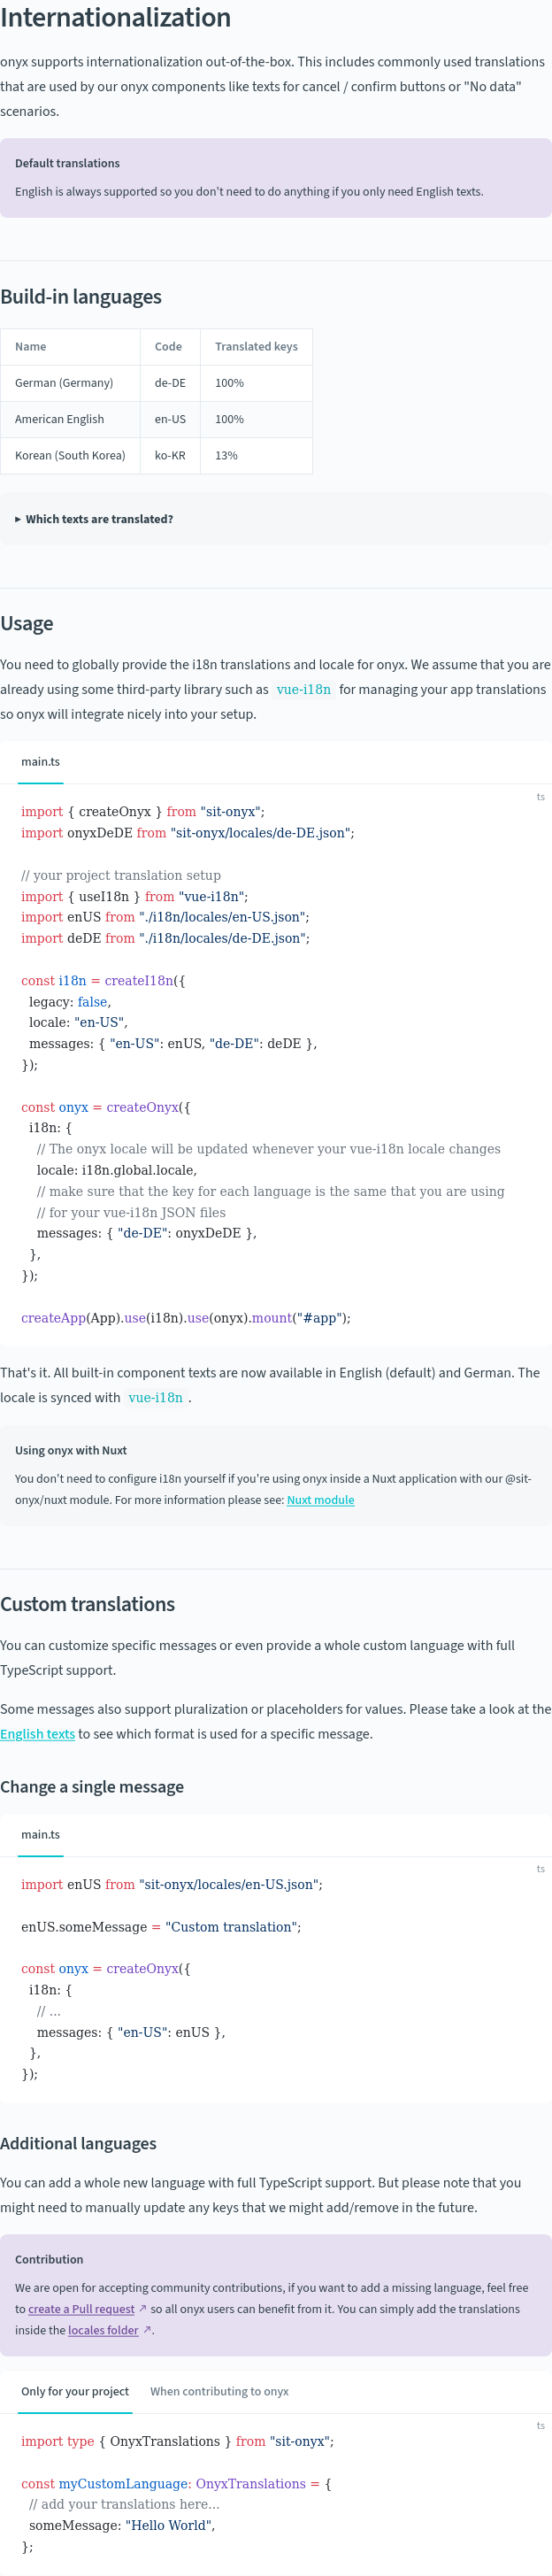 Internationalization
onyx supports internationalization out-of-the-box. This includes commonly used translations
that are used by our onyx components like texts for cancel / confirm buttons or "No data"
scenarios.
Default translations
English is always supported so you don't need to do anything if you only need English texts.
Build-in languages
Name Code Translated keys
German (Germany) de-DE 100%
American English en-US 100%
Korean (South Korea) ko-KR 13%
▸ Which texts are translated?
Usage
You need to globally provide the i18n translations and locale for onyx. We assume that you are
already using some third-party library such as vue-i18n for managing your app translations
so onyx will integrate nicely into your setup.
main.ts
ts
import { createOnyx } from "sit-onyx";
import onyxDeDE from "sit-onyx/locales/de-DE.json";
// your project translation setup
import { useI18n } from "vue-i18n";
import enUS from "./i18n/locales/en-US.json";
import deDE from "./i18n/locales/de-DE.json";
const i18n = createI18n({
legacy: false,
locale: "en-US",
messages: { "en-US": enUS, "de-DE": deDE },
});
const onyx = createOnyx({
i18n: {
// The onyx locale will be updated whenever your vue-i18n locale changes
locale: i18n.global.locale,
// make sure that the key for each language is the same that you are using
// for your vue-i18n JSON files
messages: { "de-DE": onyxDeDE },
},
});
createApp(App).use(i18n).use(onyx).mount("#app");
That's it. All built-in component texts are now available in English (default) and German. The
locale is synced with vue-i18n .
Using onyx with Nuxt
You don't need to configure i18n yourself if you're using onyx inside a Nuxt application with our @sit-
onyx/nuxt module. For more information please see: Nuxt module
Custom translations
You can customize specific messages or even provide a whole custom language with full
TypeScript support.
Some messages also support pluralization or placeholders for values. Please take a look at the
English texts to see which format is used for a specific message.
Change a single message
main.ts
ts
import enUS from "sit-onyx/locales/en-US.json";
enUS.someMessage = "Custom translation";
const onyx = createOnyx({
i18n: {
// ...
messages: { "en-US": enUS },
},
});
Additional languages
You can add a whole new language with full TypeScript support. But please note that you
might need to manually update any keys that we might add/remove in the future.
Contribution
We are open for accepting community contributions, if you want to add a missing language, feel free
to create a Pull request ↗ so all onyx users can benefit from it. You can simply add the translations
inside the locales folder ↗.
Only for your project When contributing to onyx
ts
import type { OnyxTranslations } from "sit-onyx";
const myCustomLanguage: OnyxTranslations = {
// add your translations here...
someMessage: "Hello World",
};